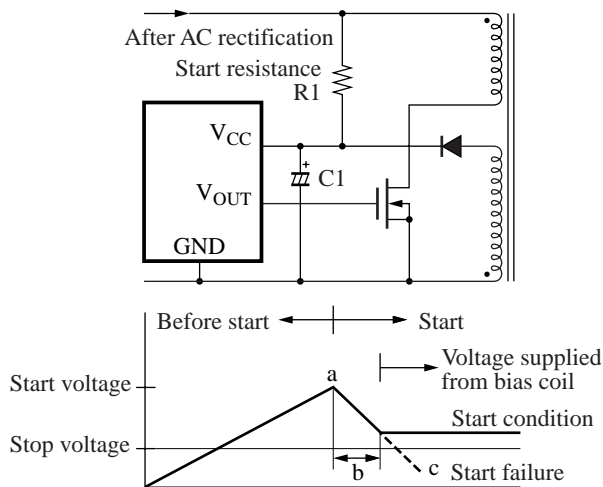 After AC rectification
Start resistance
R1
VCC
C1
VOUT
GND
+
Before start
Start
Voltage supplied
from bias coil
Start voltage
a
Start condition
Stop voltage
b
c
Start failure